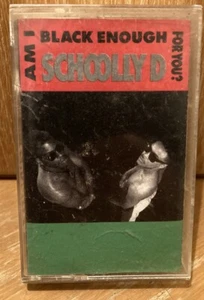 AM I
BLACK ENOUGH
FOR YOU?
SCHOOLLY D